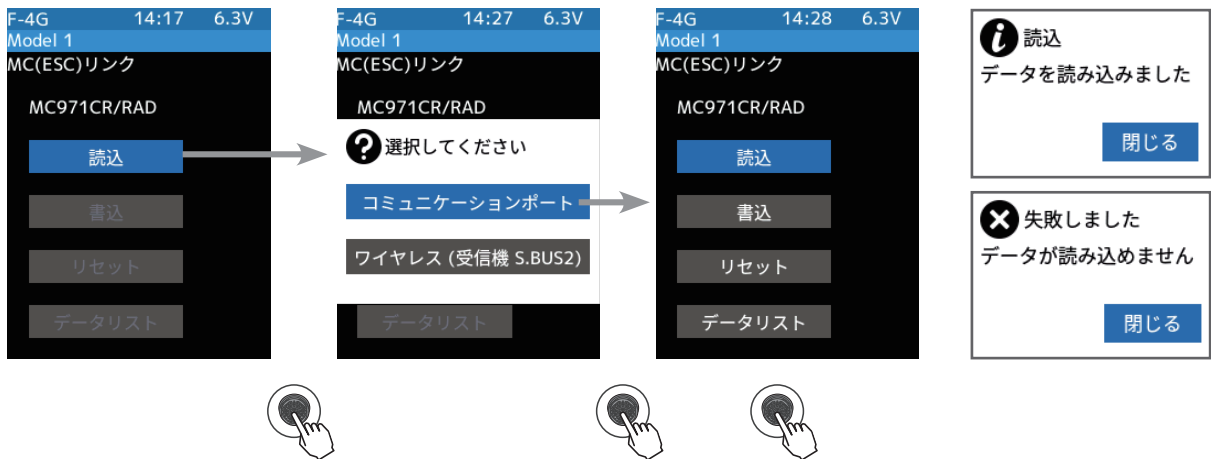 F-4G 14:17 6.3V
Model 1
MC(ESC)リンク
MC971CR/RAD
読込
書込
リセット
データリスト
F-4G 14:27 6.3V
Model 1
MC(ESC)リンク
MC971CR/RAD
選択してください
コミュニケーションポート
ワイヤレス (受信機 S.BUS2)
データリスト
F-4G 14:28 6.3V
Model 1
MC(ESC)リンク
MC971CR/RAD
読込
書込
リセット
データリスト
読込
データを読み込みました
閉じる
失敗しました
データが読み込めません
閉じる